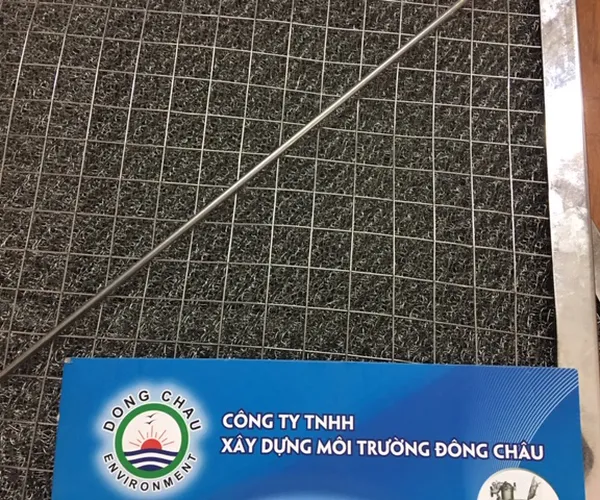 DONG CHAU
ENVIRONMENT
CÔNG TY TNHH
XÂY DỰNG MÔI TRƯỜNG ĐÔNG CHÂU